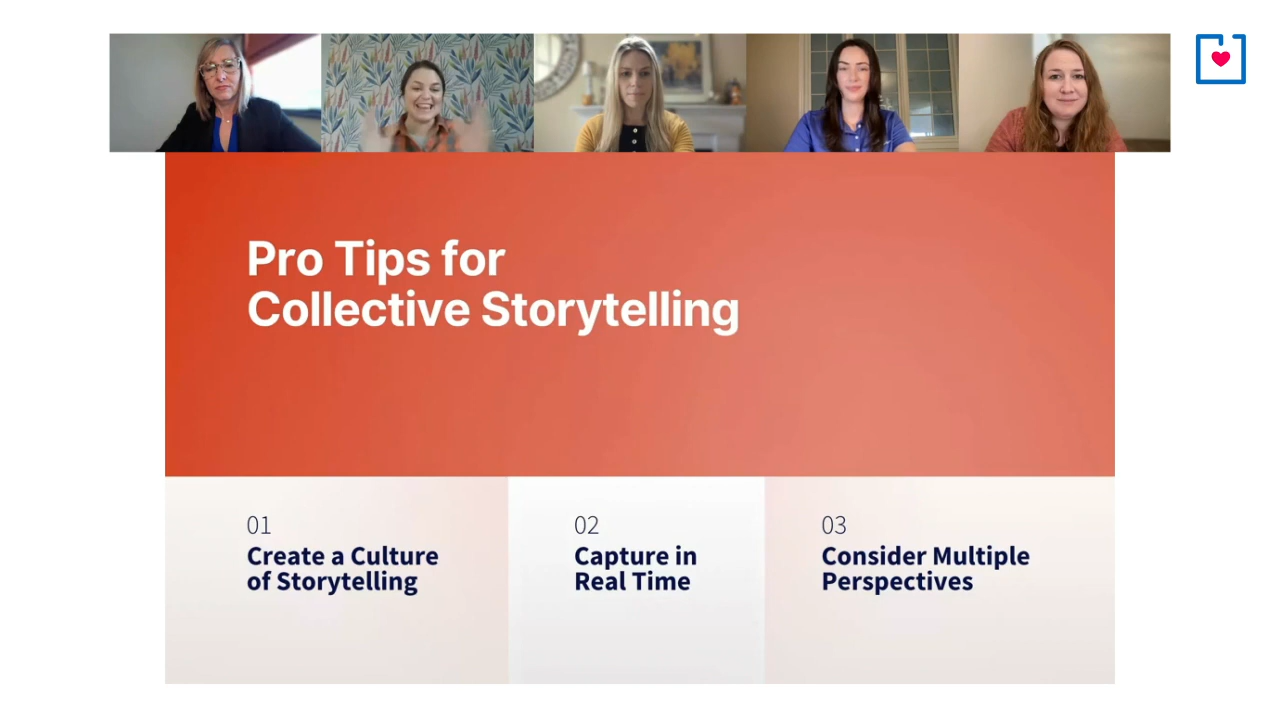 Pro Tips for
Collective Storytelling
01
Create a Culture
of Storytelling
02
Capture in
Real Time
03
Consider Multiple
Perspectives